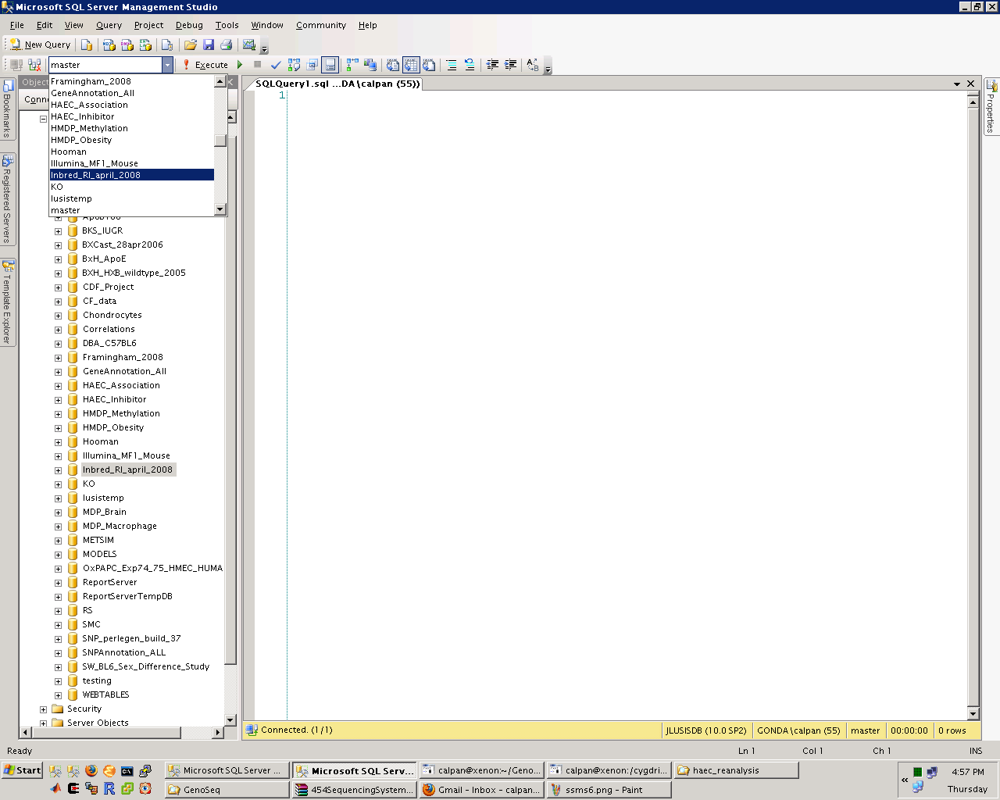 Microsoft SQL Server Management Studio
File Edit View Query Project Debug Tools Window Community Help
New Query
master Execute
Framingham_2008
GeneAnnotation_All
HAEC_Association
HAEC_Inhibitor
HMDP_Methylation
HMDP_Obesity
Hooman
Illumina_MF1_Mouse
Inbred_RI_april_2008
KO
lusistemp
master
SQLQuery1.sql ...DA\calpan (55))
1
Bookmarks
Registered Servers
Template Explorer
Properties
BKS_IUGR
BXCast_28apr2006
BxH_ApoE
BXH_HXB_wildtype_2005
CDF_Project
CF_data
Chondrocytes
Correlations
DBA_C57BL6
Framingham_2008
GeneAnnotation_All
HAEC_Association
HAEC_Inhibitor
HMDP_Methylation
HMDP_Obesity
Hooman
Illumina_MF1_Mouse
Inbred_RI_april_2008
KO
lusistemp
MDP_Brain
MDP_Macrophage
METSIM
MODELS
OxPAPC_Exp74_75_HMEC_HUMA
ReportServer
ReportServerTempDB
RS
SMC
SNP_perlegen_build_37
SNPAnnotation_ALL
SW_BL6_Sex_Difference_Study
testing
WEBTABLES
Security
Server Objects
Connected. (1/1) JLUSISDB (10.0 SP2) GONDA\calpan (55) master 00:00:00 0 rows
Ready Ln 1 Col 1 Ch 1 INS
Start Microsoft SQL Server ... Microsoft SQL Serv... calpan@xenon:~/Geno... calpan@xenon:/cygdri... haec_reanalysis 4:57 PM
GenoSeq 454SequencingSystem... Gmail - Inbox - calpan... ssms6.png - Paint Thursday